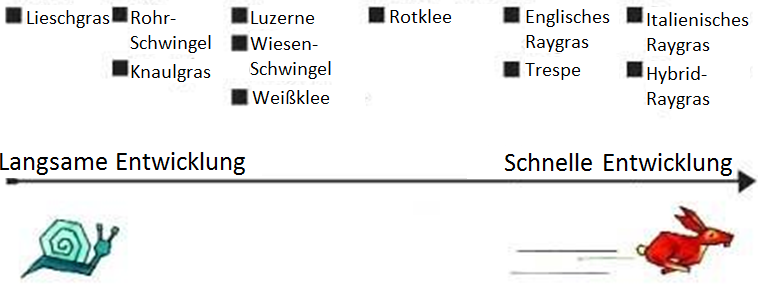 Lieschgras
Rohr-
Schwingel
Knaulgras
Luzerne
Wiesen-
Schwingel
Weißklee
Rotklee
Englisches
Raygras
Trespe
Italienisches
Raygras
Hybrid-
Raygras
Langsame Entwicklung
Schnelle Entwicklung